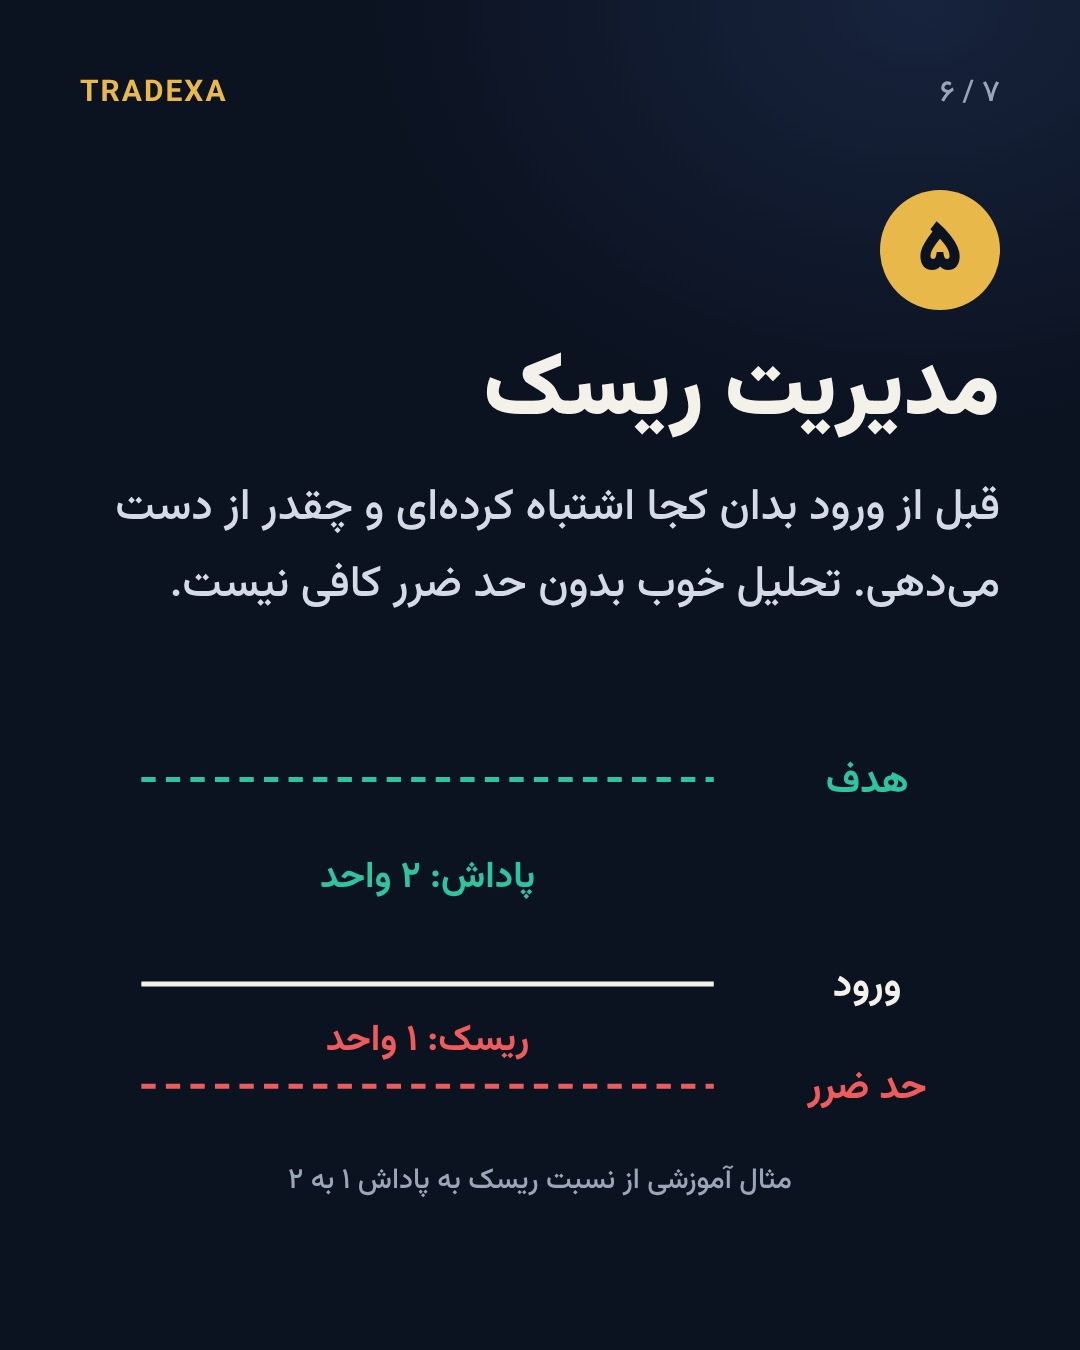 TRADEXA
۶ / ۷
۵
مدیریت ریسک
قبل از ورود بدان کجا اشتباه کرده‌ای و چقدر از دست
می‌دهی. تحلیل خوب بدون حد ضرر کافی نیست.
هدف
پاداش: ۲ واحد
ورود
ریسک: ۱ واحد
حد ضرر
مثال آموزشی از نسبت ریسک به پاداش ۱ به ۲